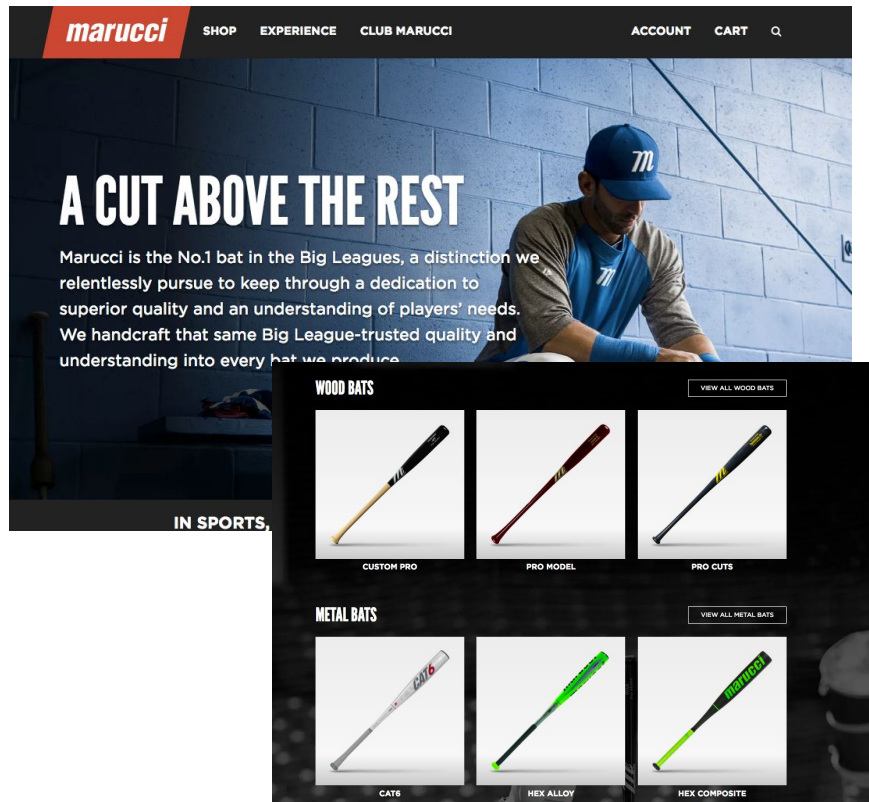 marucci
SHOP
EXPERIENCE
CLUB MARUCCI
ACCOUNT
CART
A CUT ABOVE THE REST
Marucci is the No.1 bat in the Big Leagues, a distinction we
relentlessly pursue to keep through a dedication to
superior quality and an understanding of players' needs.
We handcraft that same Big League-trusted quality and
understanding into every bat we produce
IN SPORTS,
WOOD BATS
VIEW ALL WOOD BATS
CUSTOM PRO
PRO MODEL
PRO CUTS
METAL BATS
VIEW ALL METAL BATS
CAT6
marucci
CAT6
HEX ALLOY
HEX COMPOSITE